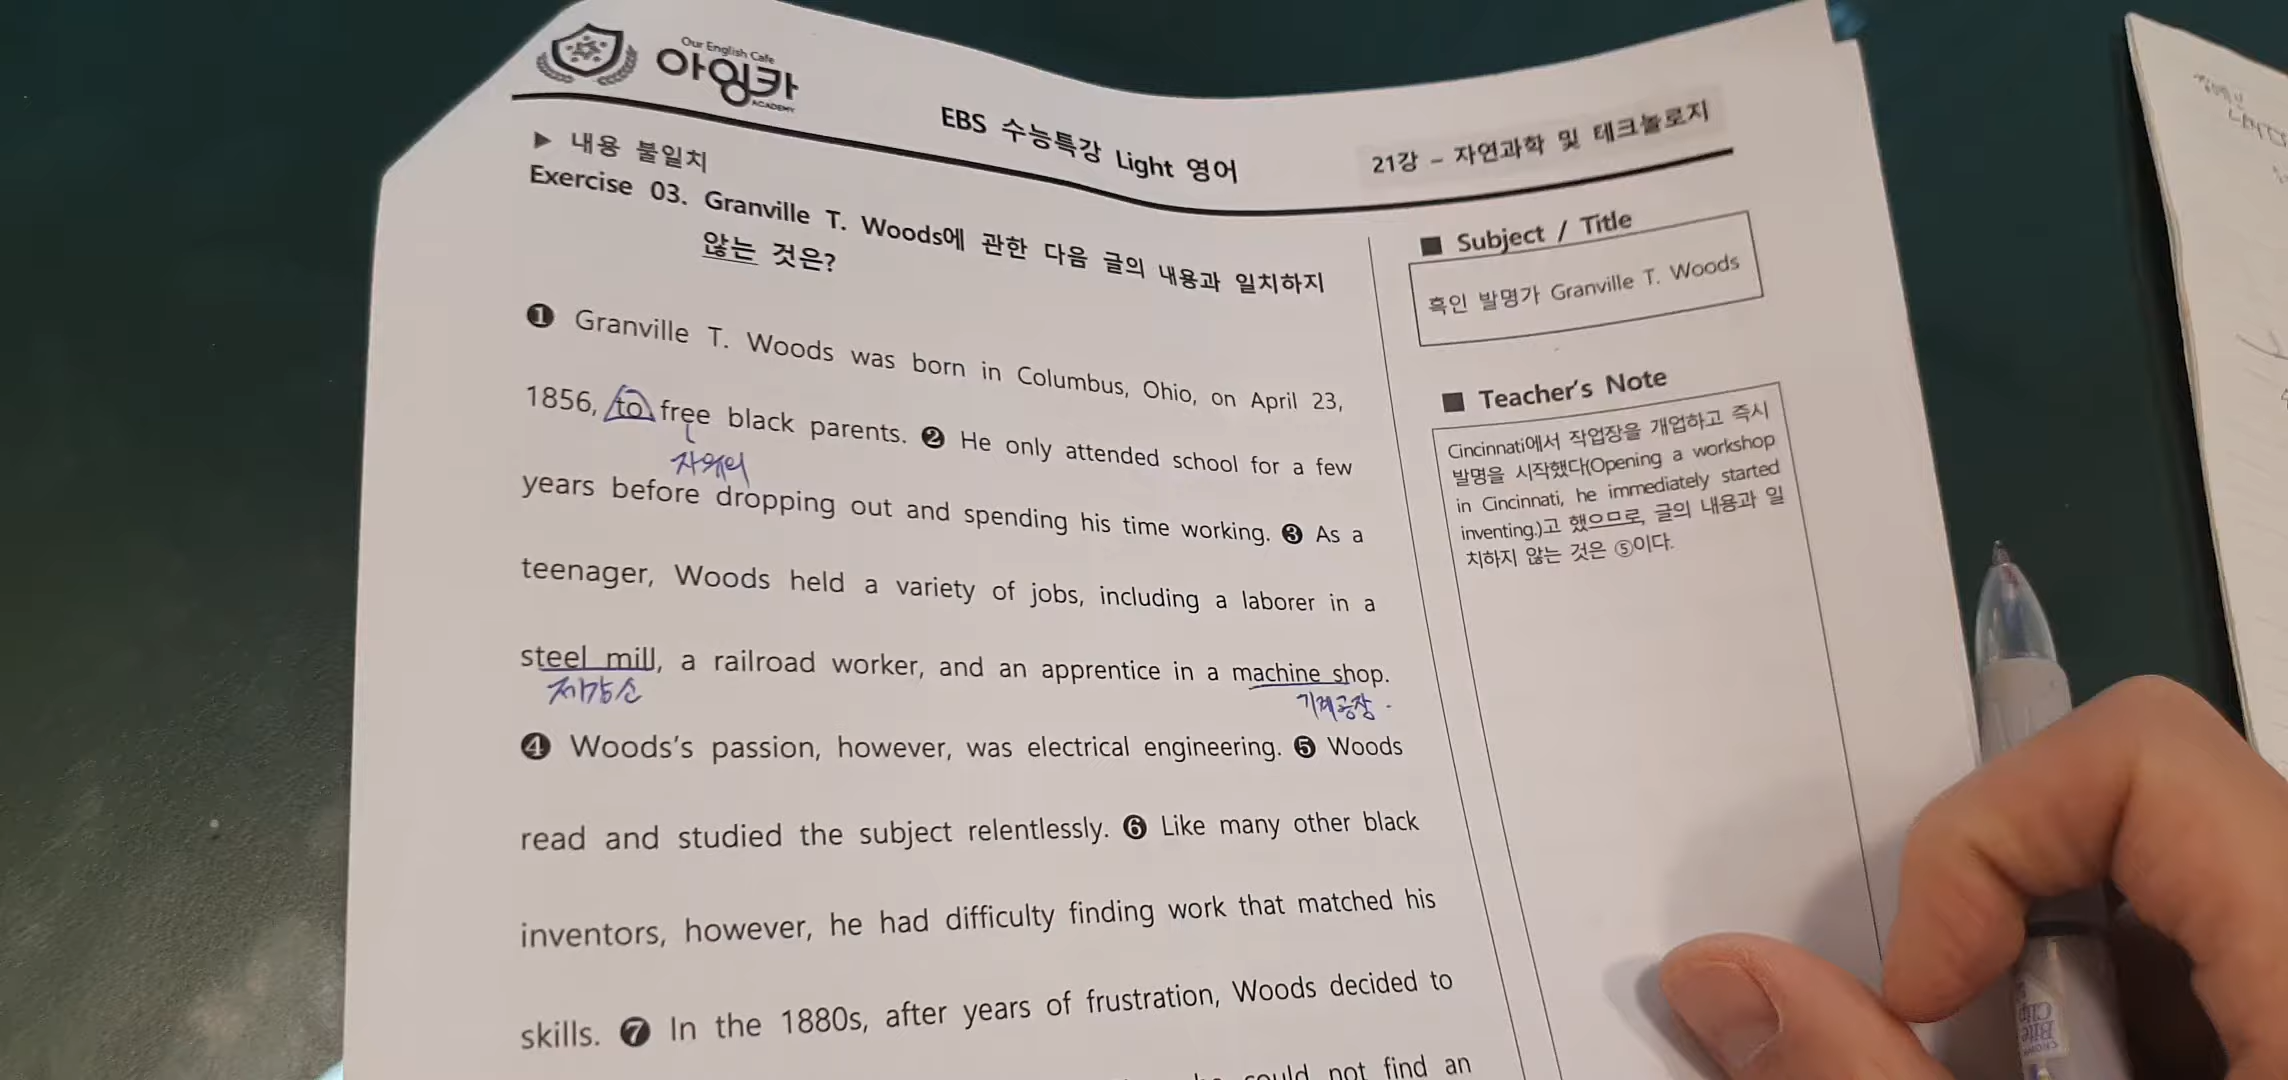 Our English Cafe
아잉카
ACADEMY
EBS 수능특강 Light 영어
21강 - 자연과학 및 테크놀로지
▶ 내용 불일치
Exercise 03. Granville T. Woods에 관한 다음 글의 내용과 일치하지
않는 것은?
❶ Granville T. Woods was born in Columbus, Ohio, on April 23,
1856, to free black parents. ❷ He only attended school for a few
자유의
years before dropping out and spending his time working. ❸ As a
teenager, Woods held a variety of jobs, including a laborer in a
steel mill, a railroad worker, and an apprentice in a machine shop.
제강소
기계공장.
❹ Woods's passion, however, was electrical engineering. ❺ Woods
read and studied the subject relentlessly. ❻ Like many other black
inventors, however, he had difficulty finding work that matched his
skills. ❼ In the 1880s, after years of frustration, Woods decided to
could not find an
■ Subject / Title
흑인 발명가 Granville T. Woods
■ Teacher's Note
Cincinnati에서 작업장을 개업하고 즉시
발명을 시작했다(Opening a workshop
in Cincinnati, he immediately started
inventing.)고 했으므로, 글의 내용과 일
치하지 않는 것은 ⑤이다.